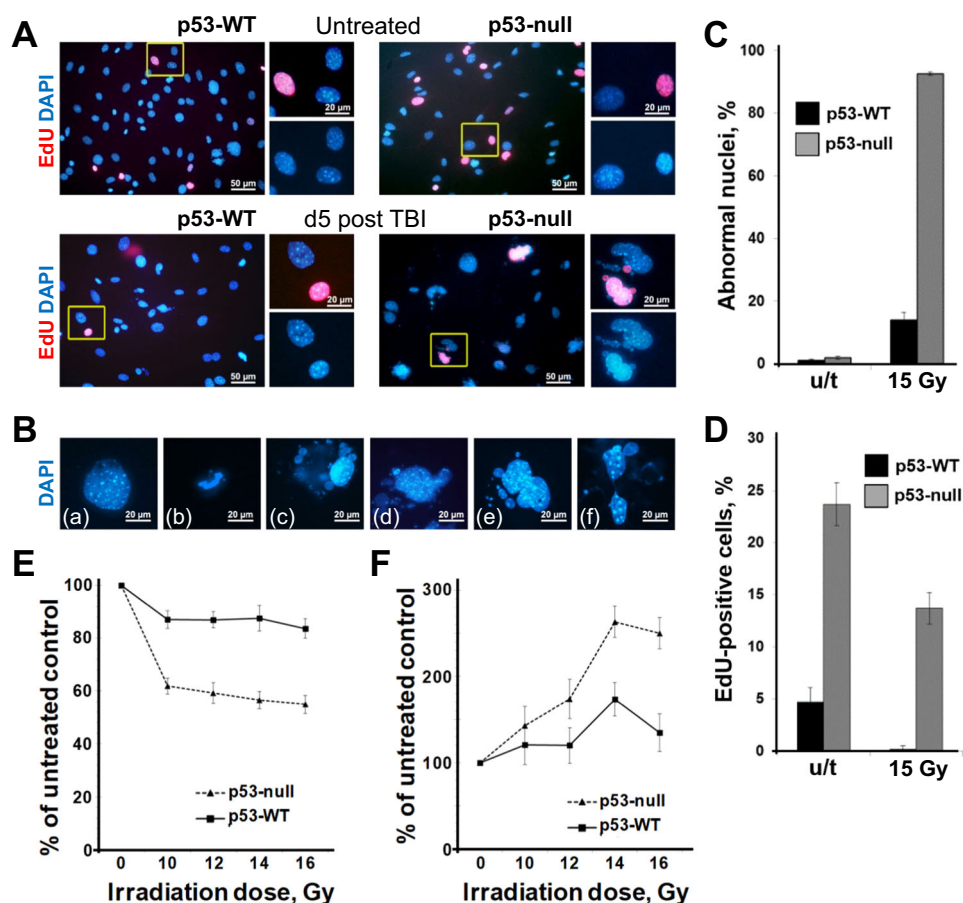 A
p53-WT Untreated p53-null
EdU DAPI
50 µm
20 µm
20 µm
50 µm
20 µm
20 µm
p53-WT d5 post TBI p53-null
EdU DAPI
50 µm
20 µm
20 µm
50 µm
20 µm
20 µm
B
DAPI
(a) 20 µm
(b) 20 µm
(c) 20 µm
(d) 20 µm
(e) 20 µm
(f) 20 µm
C
Abnormal nuclei, %
100
80
60
40
20
0
p53-WT
p53-null
u/t 15 Gy
D
EdU-positive cells, %
30
25
20
15
10
5
0
p53-WT
p53-null
u/t 15 Gy
E
% of untreated control
100
80
60
40
20
0
p53-null
p53-WT
0 10 12 14 16
Irradiation dose, Gy
F
% of untreated control
300
200
100
0
p53-null
p53-WT
0 10 12 14 16
Irradiation dose, Gy